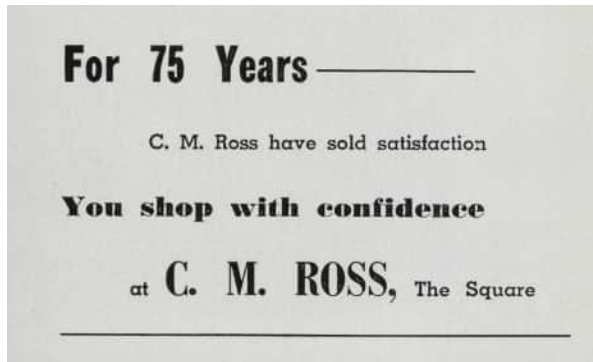 For 75 Years
C. M. Ross have sold satisfaction
You shop with confidence
at C. M. ROSS, The Square